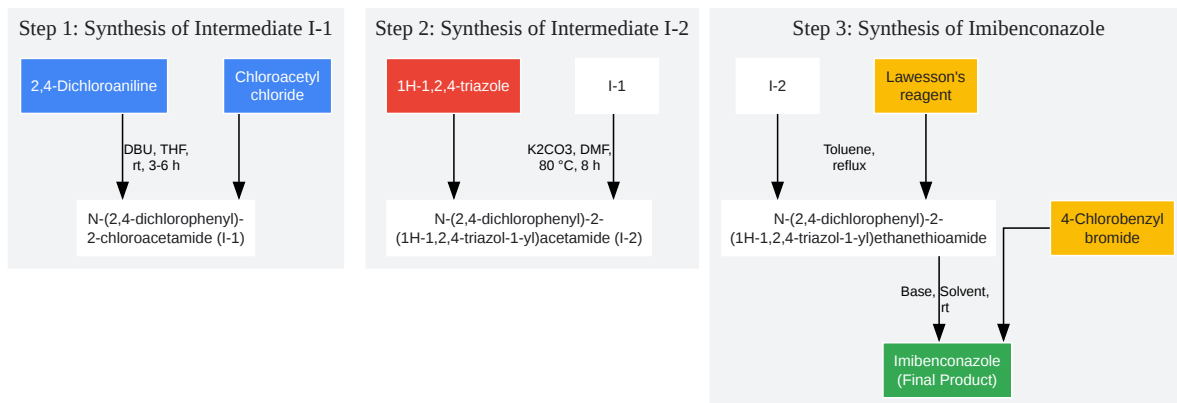 Step 1: Synthesis of Intermediate I-1
2,4-Dichloroaniline
Chloroacetyl
chloride
DBU, THF,
rt, 3-6 h
N-(2,4-dichlorophenyl)-
2-chloroacetamide (I-1)
Step 2: Synthesis of Intermediate I-2
1H-1,2,4-triazole
I-1
K2CO3, DMF,
80 °C, 8 h
N-(2,4-dichlorophenyl)-2-
(1H-1,2,4-triazol-1-yl)acetamide (I-2)
Step 3: Synthesis of Imibenconazole
I-2
Lawesson's
reagent
Toluene,
reflux
N-(2,4-dichlorophenyl)-2-
(1H-1,2,4-triazol-1-yl)ethanethioamide
4-Chlorobenzyl
bromide
Base, Solvent,
rt
Imibenconazole
(Final Product)